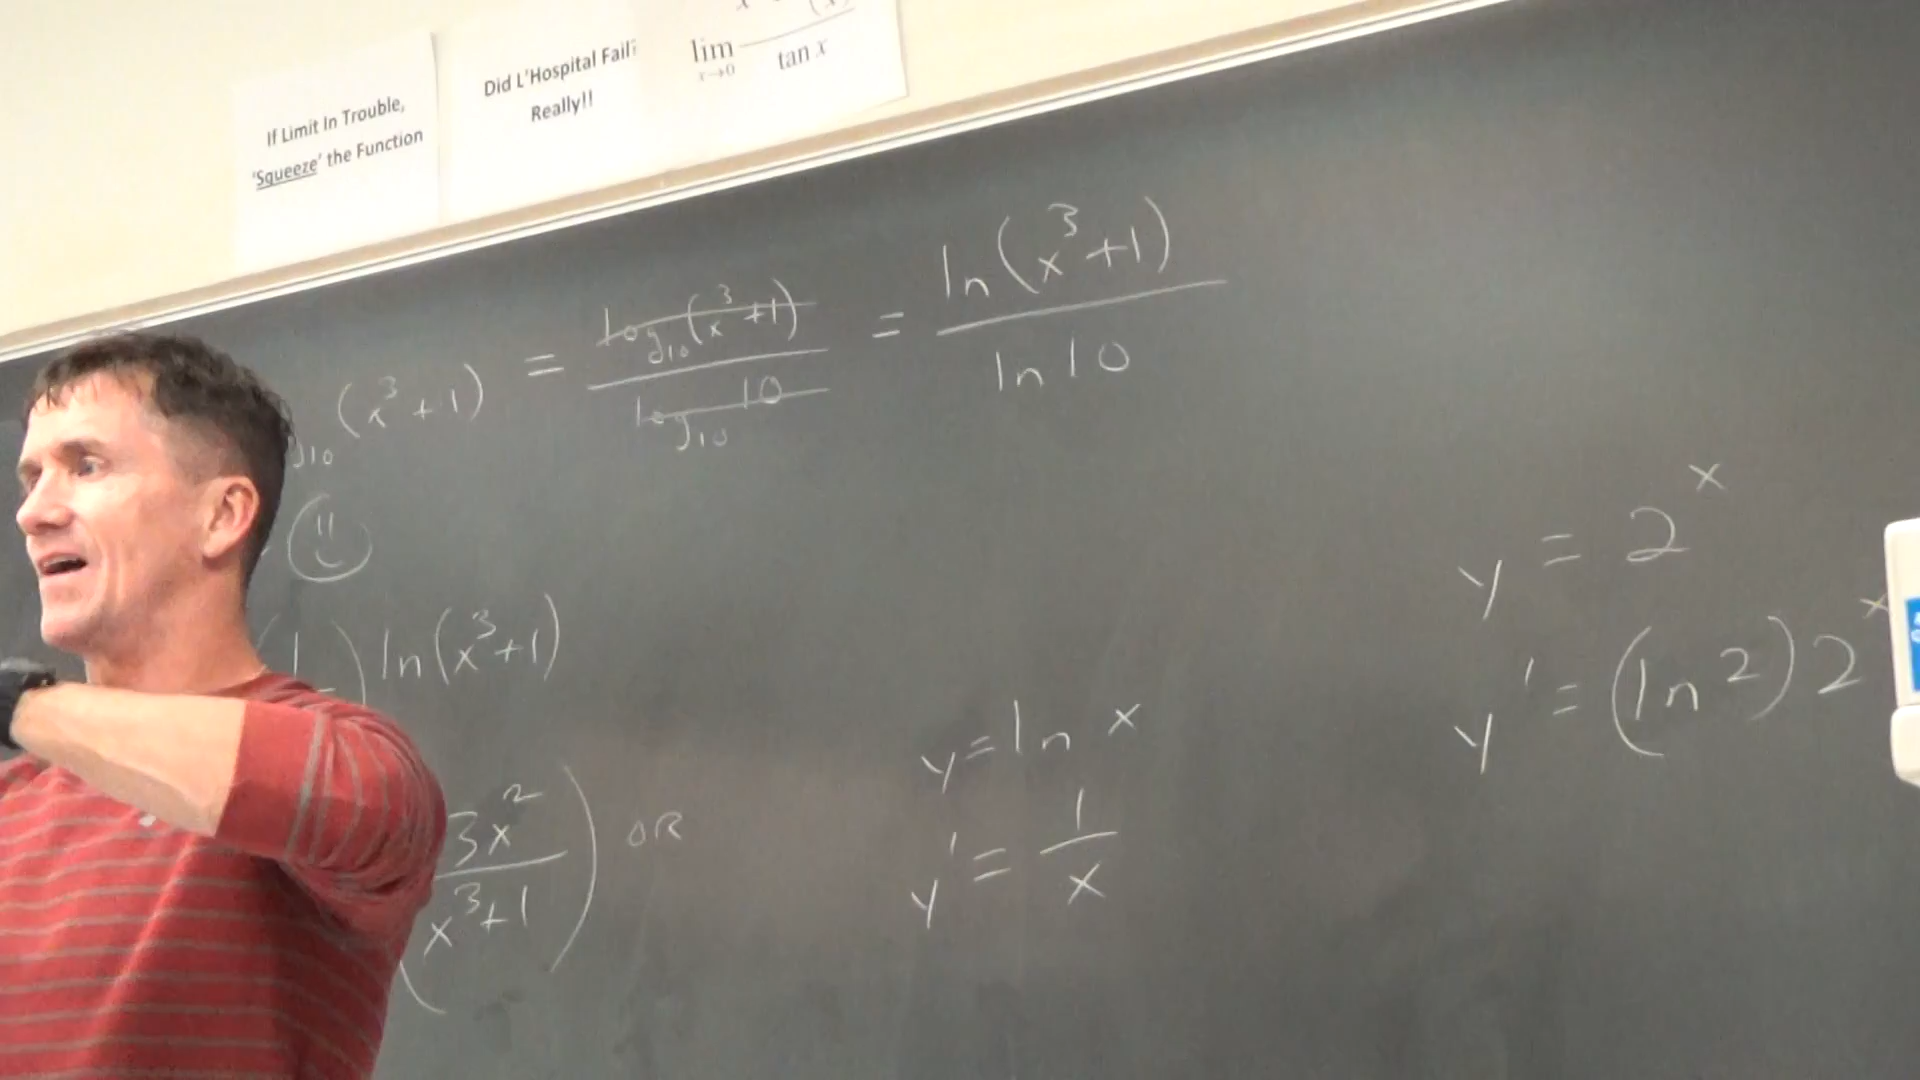 If Limit In Trouble,
'Squeeze' the Function
Did L'Hospital Fail?
Really!!
lim x→0
tan x
(x³+1) = log₁₀(x³+1) / log₁₀ 10 = ln(x³+1) / ln 10
ln(x³+1)
3x² / x³+1 ) OR
y = ln x
y' = 1/x
y = 2ˣ
y' = (ln 2) 2ˣ